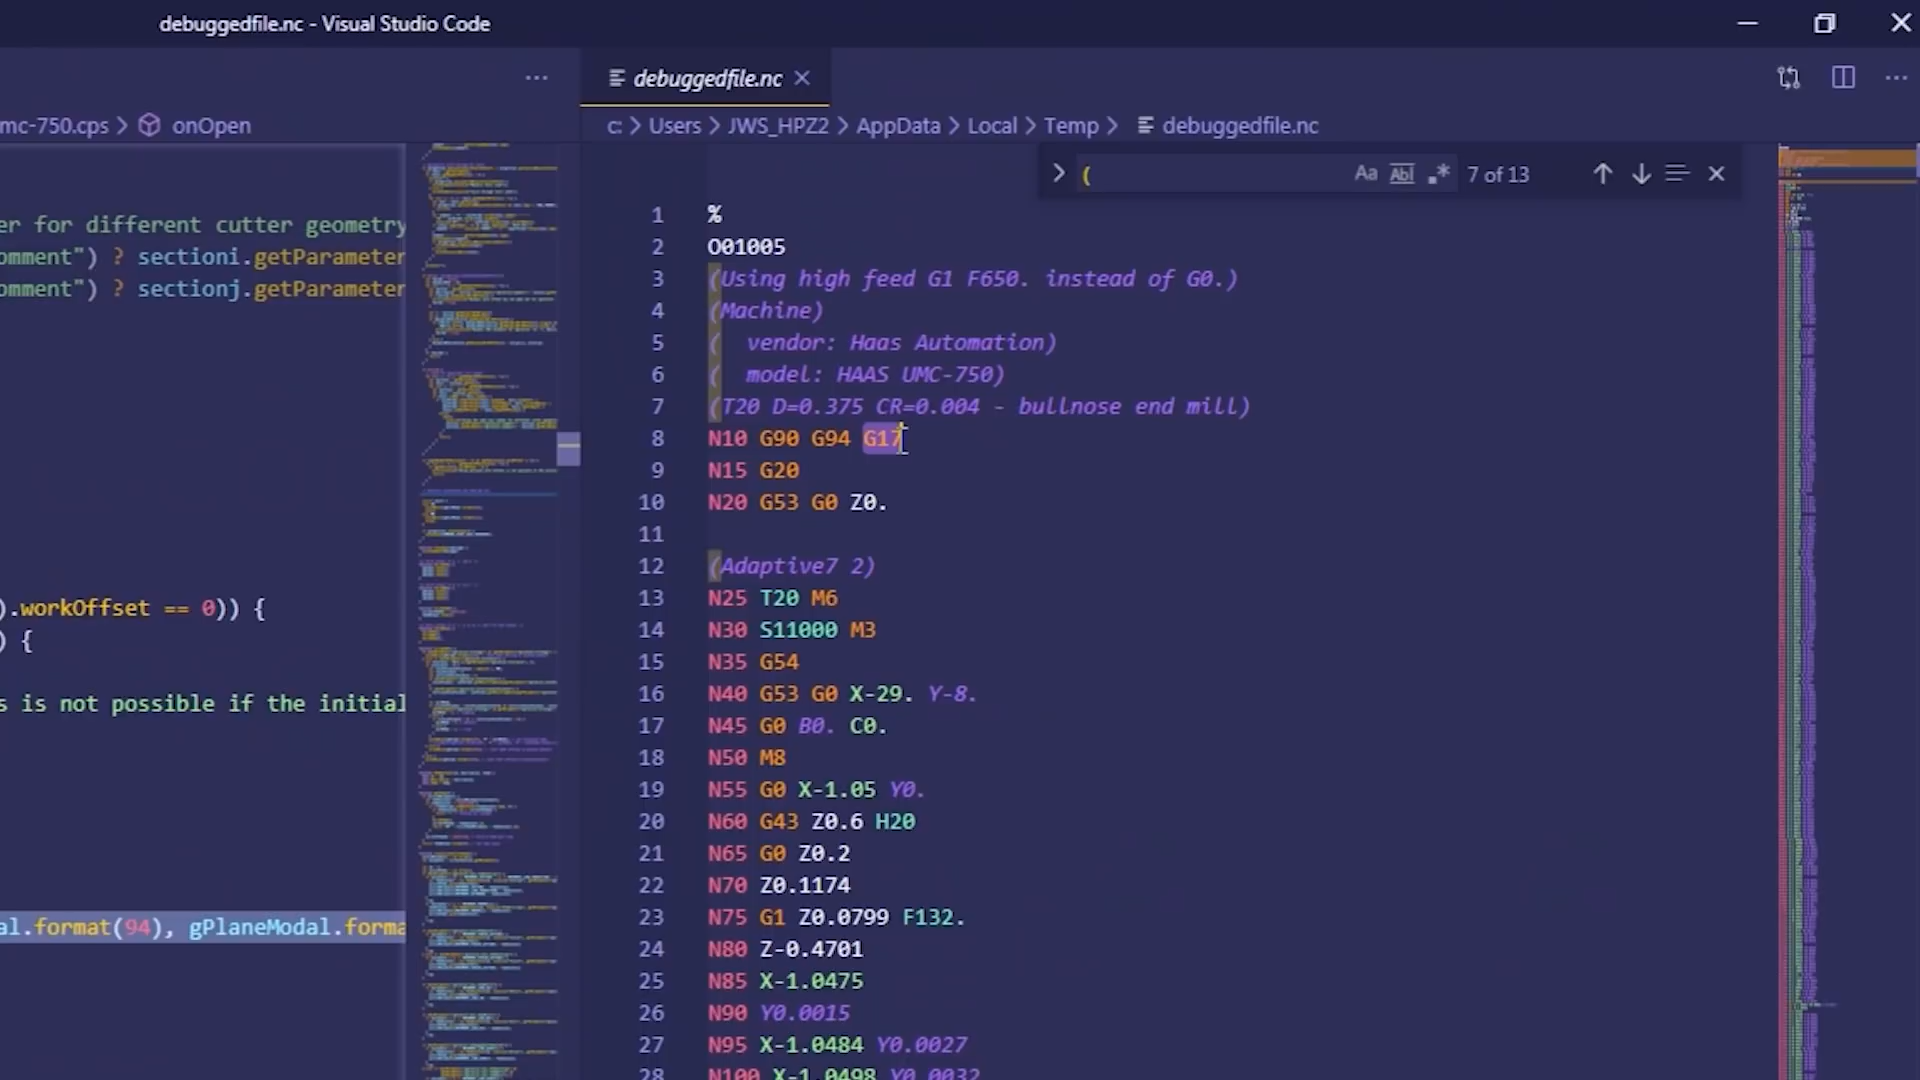 debuggedfile.nc - Visual Studio Code
debuggedfile.nc
mc-750.cps > onOpen
c: > Users > JWS_HPZ2 > AppData > Local > Temp > debuggedfile.nc
( Aa Abl .* 7 of 13
er for different cutter geometry
omment") ? sectioni.getParameter
omment") ? sectionj.getParameter
).workOffset == 0)) {
) {
s is not possible if the initial
al.format(94), gPlaneModal.forma
1 %
2 O01005
3 (Using high feed G1 F650. instead of G0.)
4 (Machine)
5 (  vendor: Haas Automation)
6 (  model: HAAS UMC-750)
7 (T20 D=0.375 CR=0.004 - bullnose end mill)
8 N10 G90 G94 G17
9 N15 G20
10 N20 G53 G0 Z0.
11
12 (Adaptive7 2)
13 N25 T20 M6
14 N30 S11000 M3
15 N35 G54
16 N40 G53 G0 X-29. Y-8.
17 N45 G0 B0. C0.
18 N50 M8
19 N55 G0 X-1.05 Y0.
20 N60 G43 Z0.6 H20
21 N65 G0 Z0.2
22 N70 Z0.1174
23 N75 G1 Z0.0799 F132.
24 N80 Z-0.4701
25 N85 X-1.0475
26 N90 Y0.0015
27 N95 X-1.0484 Y0.0027
28 N100 X-1.0498 Y0.0032